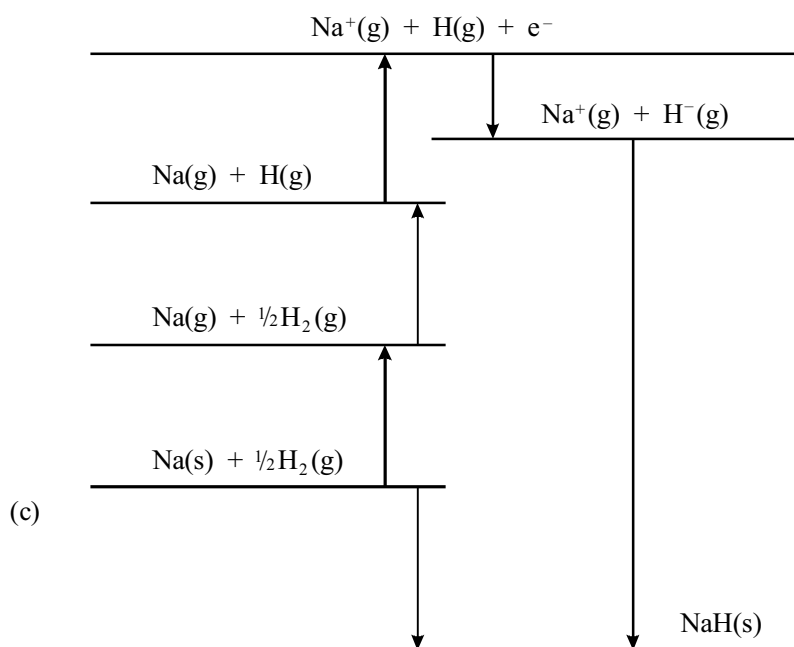 Na⁺(g) + H(g) + e⁻
Na⁺(g) + H⁻(g)
Na(g) + H(g)
Na(g) + ½H₂(g)
Na(s) + ½H₂(g)
(c)
NaH(s)